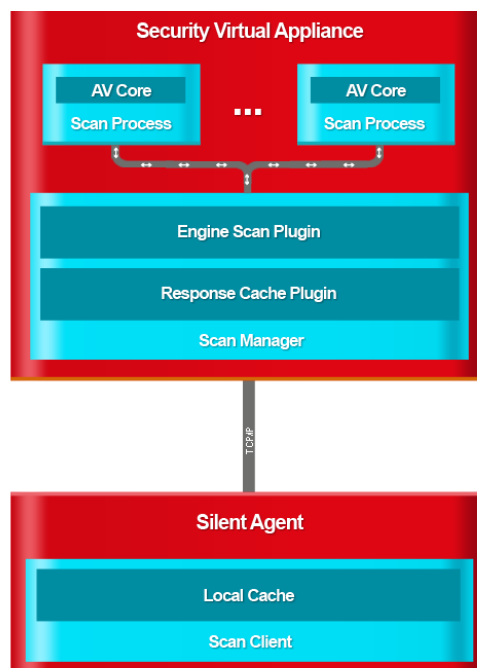 Security Virtual Appliance
AV Core
Scan Process
...
AV Core
Scan Process
Engine Scan Plugin
Response Cache Plugin
Scan Manager
TCP/IP
Silent Agent
Local Cache
Scan Client